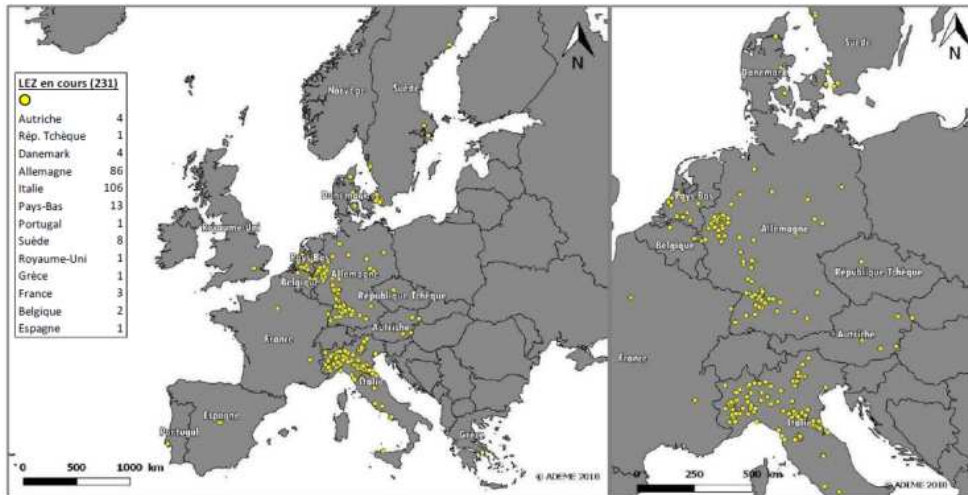 LEZ en cours (231)
Autriche 4
Rép. Tchèque 1
Danemark 4
Allemagne 86
Italie 106
Pays-Bas 13
Portugal 1
Suède 8
Royaume-Uni 1
Grèce 1
France 3
Belgique 2
Espagne 1
N
Norvège
Suède
Danemark
Royaume-Uni
Pays-Bas
Belgique
Allemagne
République Tchèque
Autriche
France
Italie
Espagne
Portugal
Grèce
0 500 1000 km
© ADEME 2018
N
Suède
Danemark
Pays-Bas
Belgique
Allemagne
République Tchèque
Autriche
France
Italie
0 250 500 km
© ADEME 2018